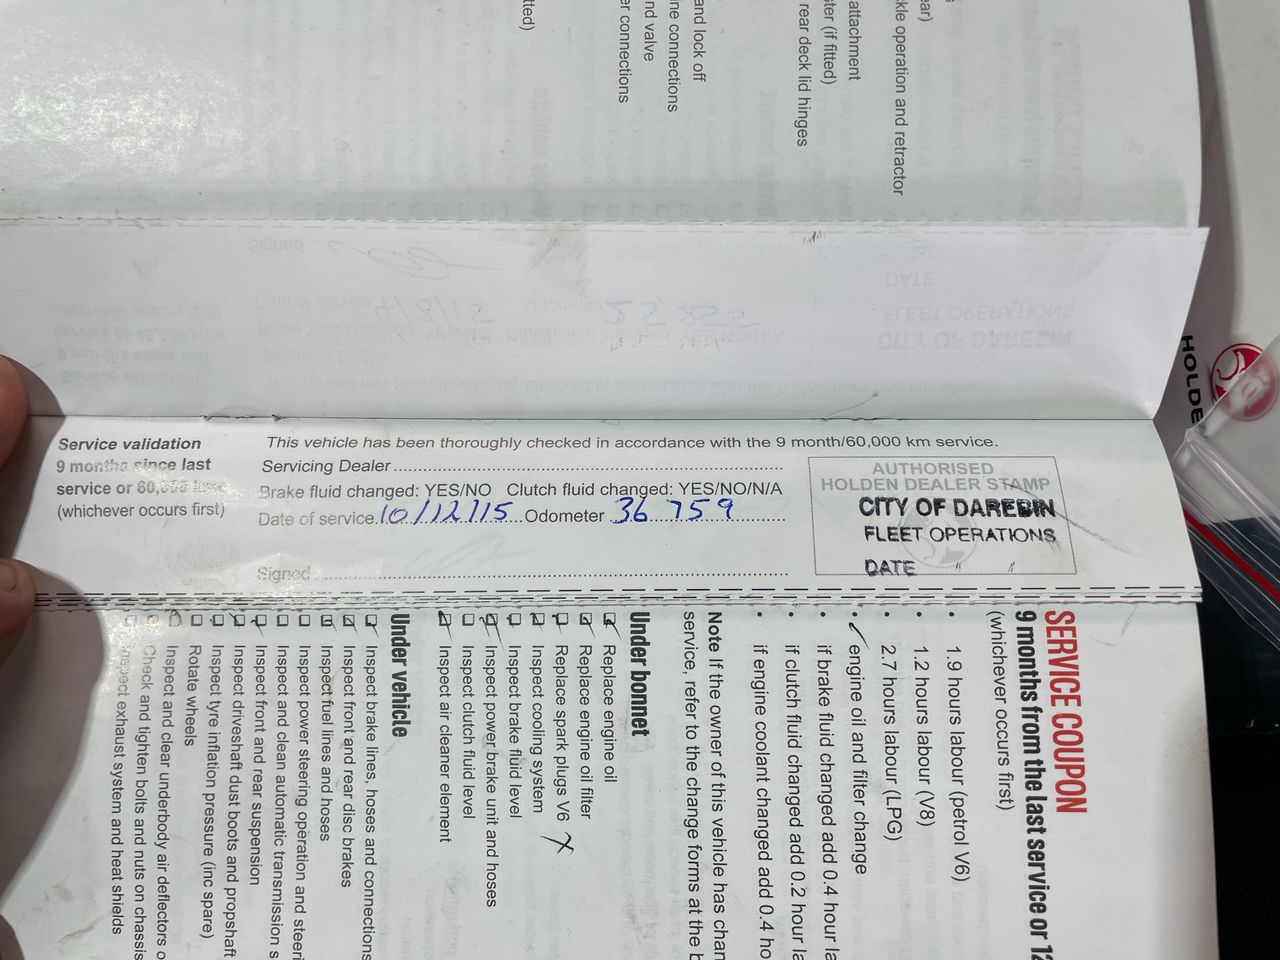 tted)
er connections
nd valve
ne connections
and lock off
rear deck lid hinges
ter (if fitted)
attachment
kle operation and retractor
ear)
HOLDE
Service validation
9 months since last
service or 60,000
(whichever occurs first)
This vehicle has been thoroughly checked in accordance with the 9 month/60,000 km service.
Servicing Dealer
Brake fluid changed: YES/NO Clutch fluid changed: YES/NO/N/A
Date of service 10/12/15 Odometer 36 759
Signed
AUTHORISED
HOLDEN DEALER STAMP
CITY OF DAREBIN
FLEET OPERATIONS
DATE " "
SERVICE COUPON
9 months from the last service or 12
(whichever occurs first)
• 1.9 hours labour (petrol V6)
• 1.2 hours labour (V8)
• 2.7 hours labour (LPG)
• engine oil and filter change
• if brake fluid changed add 0.4 hour la
• if clutch fluid changed add 0.2 hour la
• if engine coolant changed add 0.4 ho
Note If the owner of this vehicle has chan
service, refer to the change forms at the b
Under bonnet
Replace engine oil
Replace engine oil filter
Replace spark plugs V6 X
Inspect cooling system
Inspect brake fluid level
Inspect power brake unit and hoses
Inspect clutch fluid level
Inspect air cleaner element
Under vehicle
Inspect brake lines, hoses and connections
Inspect front and rear disc brakes
Inspect fuel lines and hoses
Inspect power steering operation and steeri
Inspect and clean automatic transmission s
Inspect front and rear suspension
Inspect driveshaft dust boots and propshaft
Inspect tyre inflation pressure (inc spare)
Rotate wheels
Inspect and clear underbody air deflectors o
Check and tighten bolts and nuts on chassis
Inspect exhaust system and heat shields